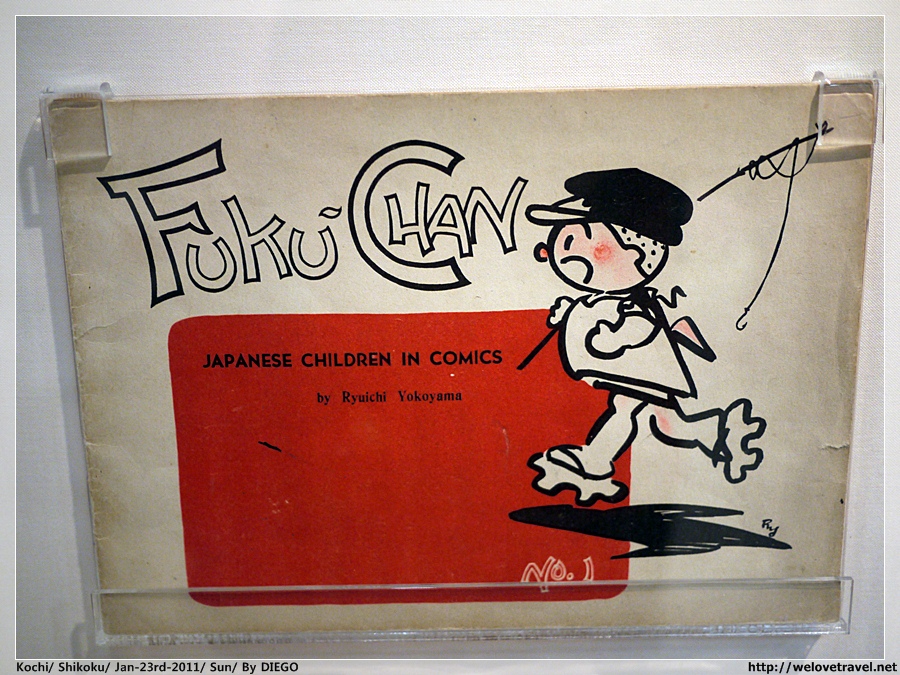 FUKU-CHAN
JAPANESE CHILDREN IN COMICS
by Ryuichi Yokoyama
No. 1
Kochi/ Shikoku/ Jan-23rd-2011/ Sun/ By DIEGO
http://welovetravel.net